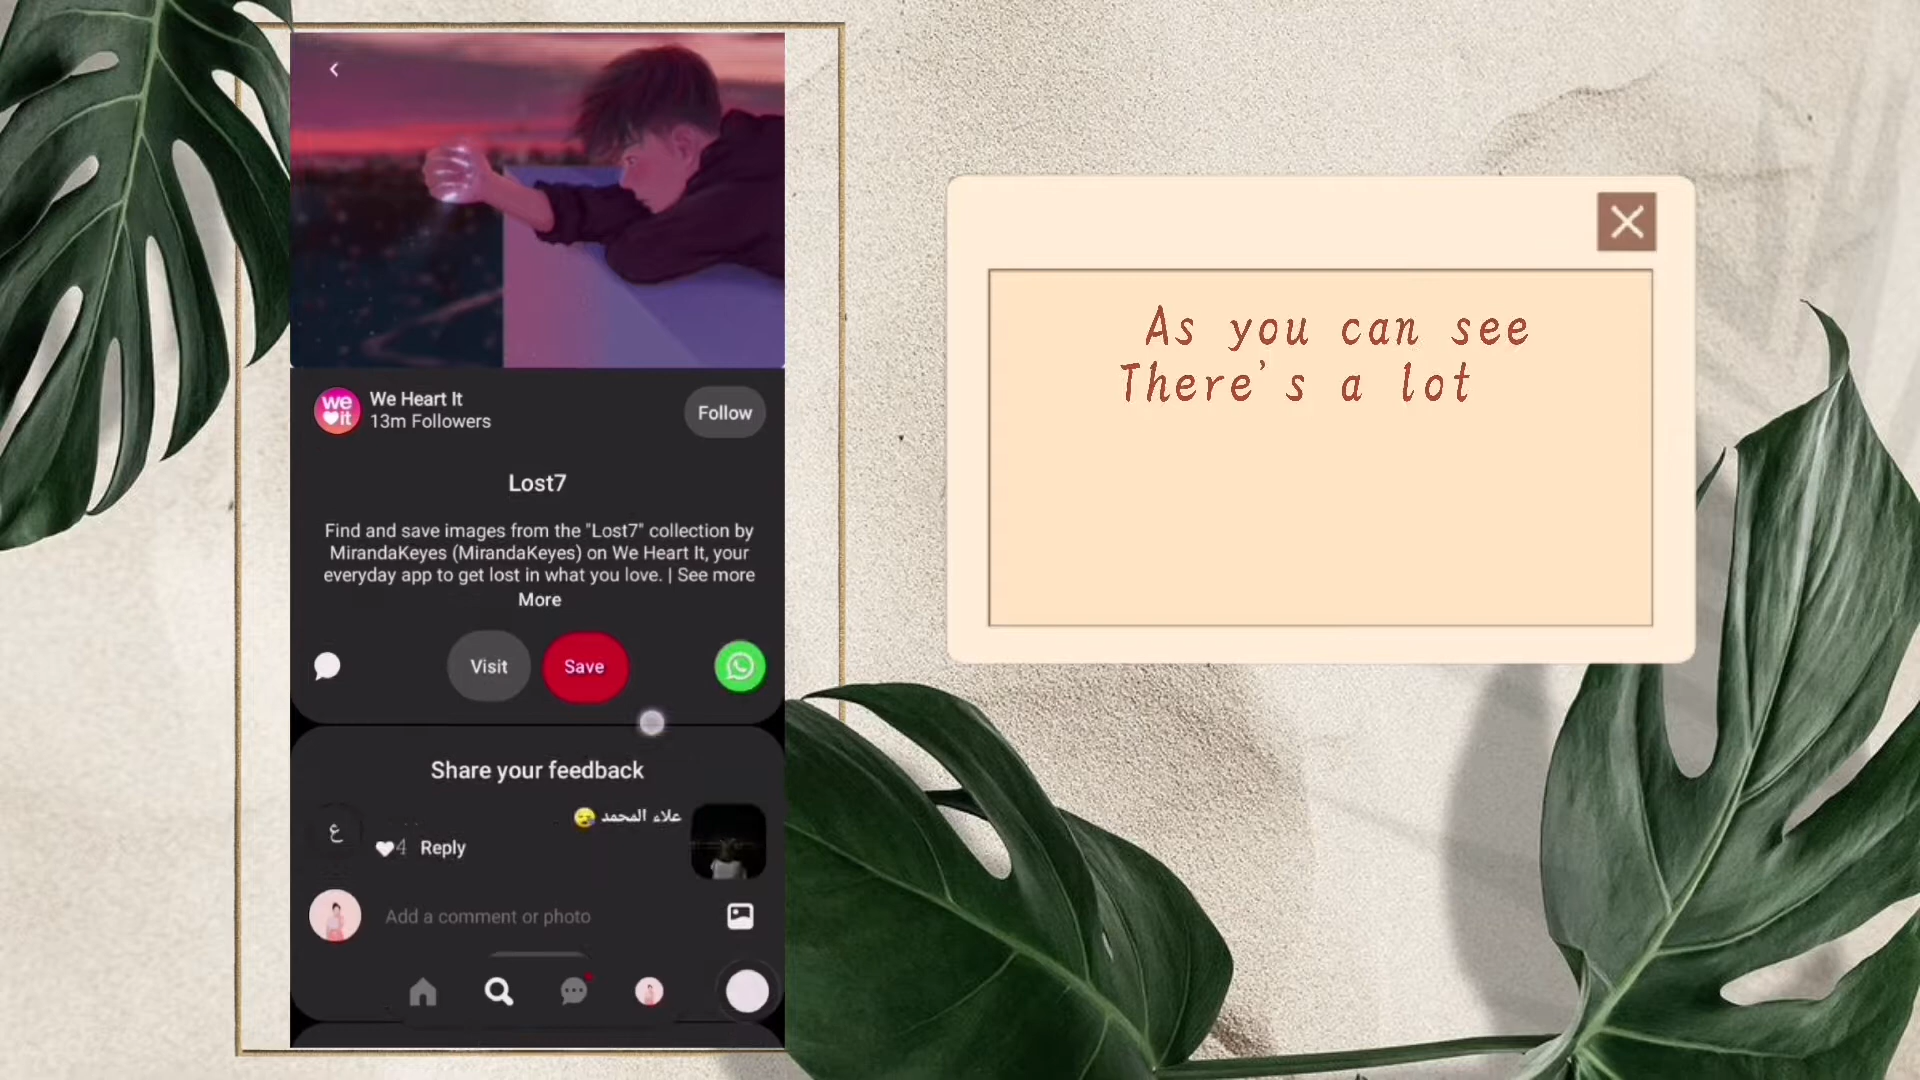 we
it
We Heart It
13m Followers
Follow
Lost7
Find and save images from the "Lost7" collection by
MirandaKeyes (MirandaKeyes) on We Heart It, your
everyday app to get lost in what you love. | See more
More
Visit
Save
Share your feedback
علاء المحمد 😪
ع
4
Reply
Add a comment or photo
As you can see
There's a lot